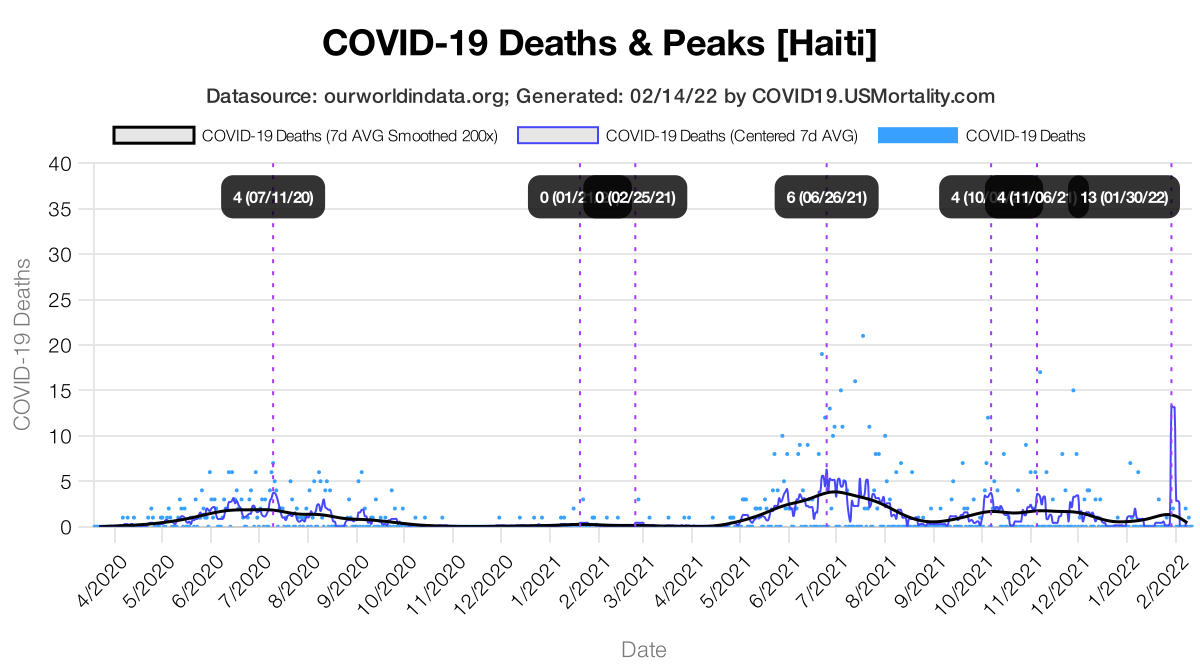 COVID-19 Deaths & Peaks [Haiti]
Datasource: ourworldindata.org; Generated: 02/14/22 by COVID19.USMortality.com
COVID-19 Deaths (7d AVG Smoothed 200x) COVID-19 Deaths (Centered 7d AVG) COVID-19 Deaths
4 (07/11/20) 0 (01/2 0 (02/25/21) 6 (06/26/21) 4 (10/ 4 (11/06/21) 13 (01/30/22)
COVID-19 Deaths
40
35
30
25
20
15
10
5
0
4/2020 5/2020 6/2020 7/2020 8/2020 9/2020 10/2020 11/2020 12/2020 1/2021 2/2021 3/2021 4/2021 5/2021 6/2021 7/2021 8/2021 9/2021 10/2021 11/2021 12/2021 1/2022 2/2022
Date